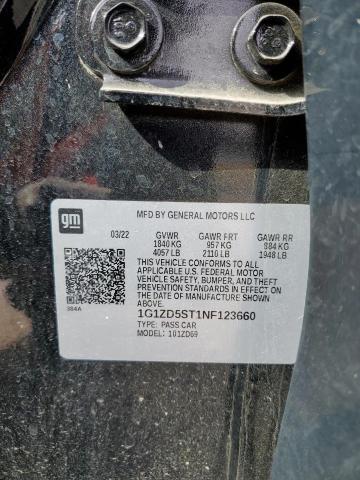 gm
MFD BY GENERAL MOTORS LLC
03/22 GVWR GAWR FRT GAWR RR
1840 KG 957 KG 884 KG
4057 LB 2110 LB 1948 LB
THIS VEHICLE CONFORMS TO ALL
APPLICABLE U.S. FEDERAL MOTOR
VEHICLE SAFETY, BUMPER, AND THEFT
PREVENTION STANDARDS IN EFFECT ON
THE DATE OF MANUFACTURE SHOWN
ABOVE.
384A
1G1ZD5ST1NF123660
TYPE: PASS CAR
MODEL: 1G1ZD69